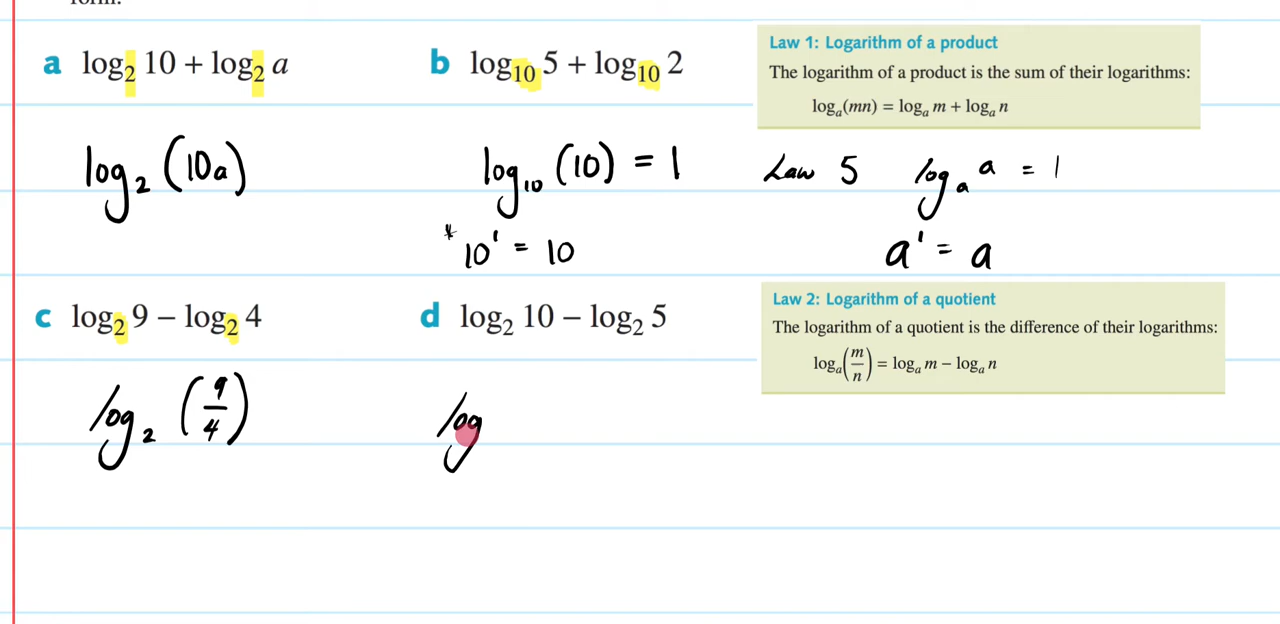 form.
a log₂ 10 + log₂ a
b log₁₀ 5 + log₁₀ 2
Law 1: Logarithm of a product
The logarithm of a product is the sum of their logarithms:
logₐ(mn) = logₐ m + logₐ n
log₂ (10a)
log₁₀ (10) = 1
* 10¹ = 10
Law 5 logₐ a = 1
a¹ = a
c log₂ 9 – log₂ 4
d log₂ 10 – log₂ 5
Law 2: Logarithm of a quotient
The logarithm of a quotient is the difference of their logarithms:
logₐ(m/n) = logₐ m – logₐ n
log₂ (9/4)
log